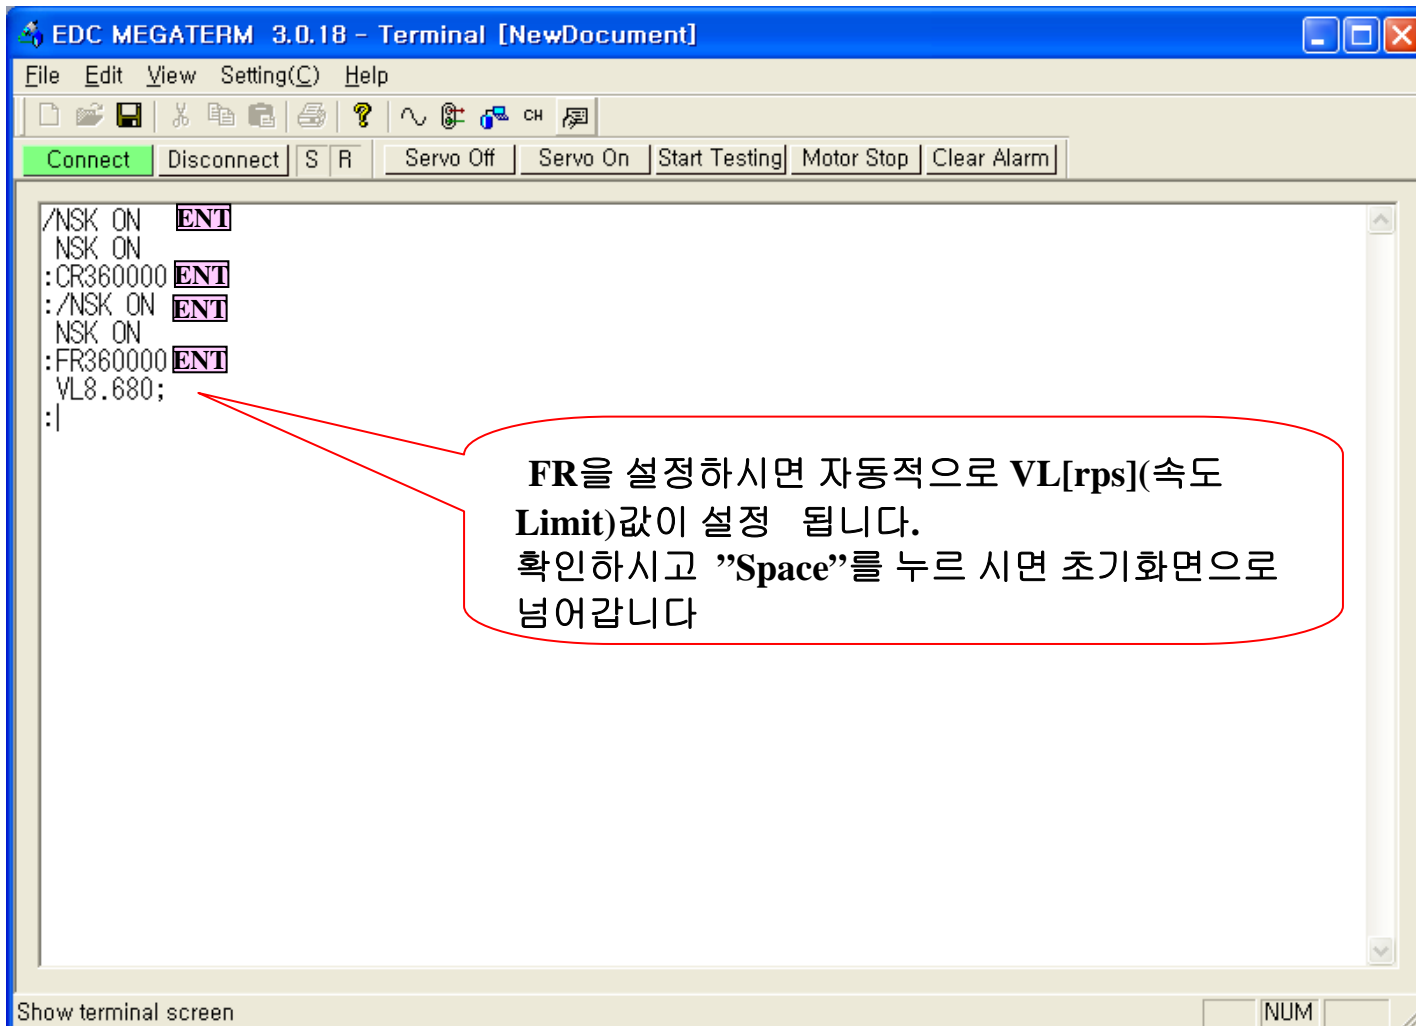 EDC MEGATERM 3.0.18 - Terminal [NewDocument]
File Edit View Setting(C) Help
CH
Connect Disconnect S R Servo Off Servo On Start Testing Motor Stop Clear Alarm
/NSK ON ENT
NSK ON
:CR360000 ENT
:/NSK ON ENT
NSK ON
:FR360000 ENT
VL8.680;
:
FR을 설정하시면 자동적으로 VL[rps](속도
Limit)값이 설정 됩니다.
확인하시고 ”Space”를 누르 시면 초기화면으로
넘어갑니다
Show terminal screen NUM